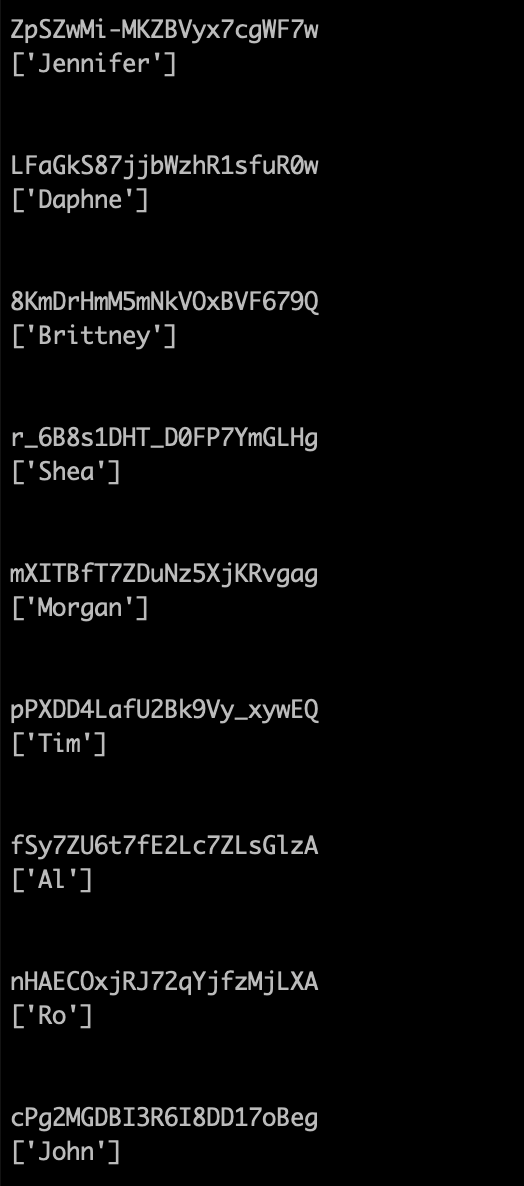 ZpSZwMi-MKZBVyx7cgWF7w
['Jennifer']
LFaGkS87jjbWzhR1sfuR0w
['Daphne']
8KmDrHmM5mNkVOxBVF679Q
['Brittney']
r_6B8s1DHT_D0FP7YmGLHg
['Shea']
mXITBfT7ZDuNz5XjKRvgag
['Morgan']
pPXDD4LafU2Bk9Vy_xywEQ
['Tim']
fSy7ZU6t7fE2Lc7ZLsGlzA
['Al']
nHAECOxjRJ72qYjfzMjLXA
['Ro']
cPg2MGDBI3R6I8DD17oBeg
['John']